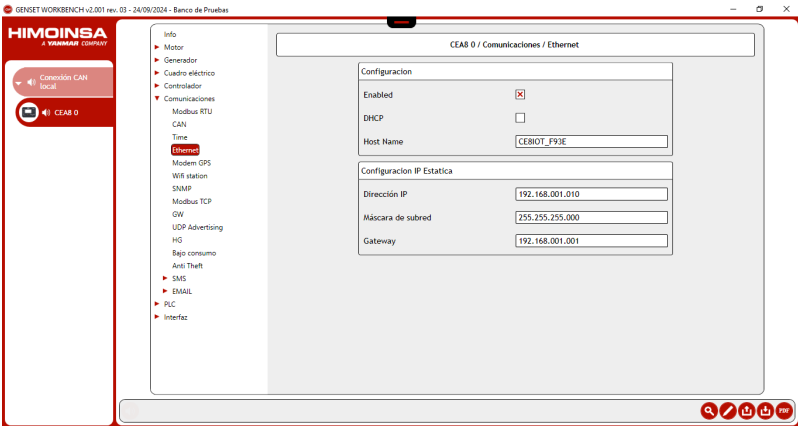 GENSET WORKBENCH v2.001 rev. 03 - 24/09/2024 - Banco de Pruebas
HIMOINSA
A YANMAR COMPANY
Conexión CAN
local
CEA8 0
Info
Motor
Generador
Cuadro eléctrico
Controlador
Comunicaciones
Modbus RTU
CAN
Time
Ethernet
Modem GPS
Wifi station
SNMP
Modbus TCP
GW
UDP Advertising
HG
Bajo consumo
Anti Theft
SMS
EMAIL
PLC
Interfaz
CEA8 0 / Comunicaciones / Ethernet
Configuracion
Enabled
DHCP
Host Name CE8IOT_F93E
Configuracion IP Estatica
Dirección IP 192.168.001.010
Máscara de subred 255.255.255.000
Gateway 192.168.001.001
PDF